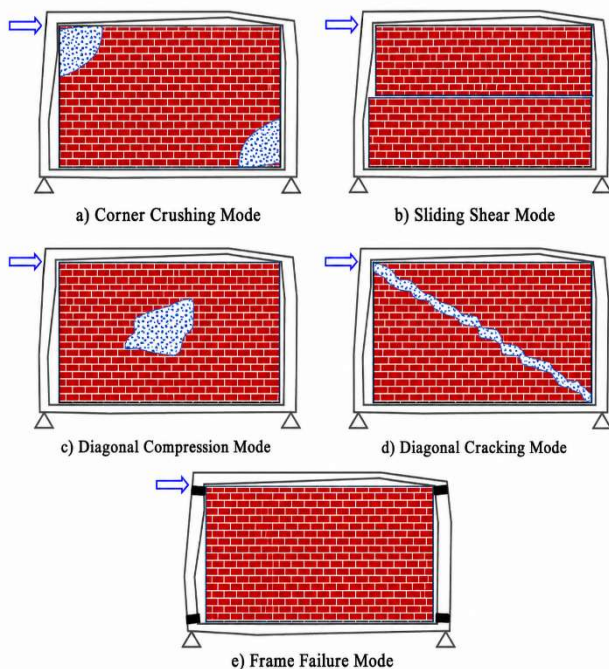 a) Corner Crushing Mode
b) Sliding Shear Mode
c) Diagonal Compression Mode
d) Diagonal Cracking Mode
e) Frame Failure Mode